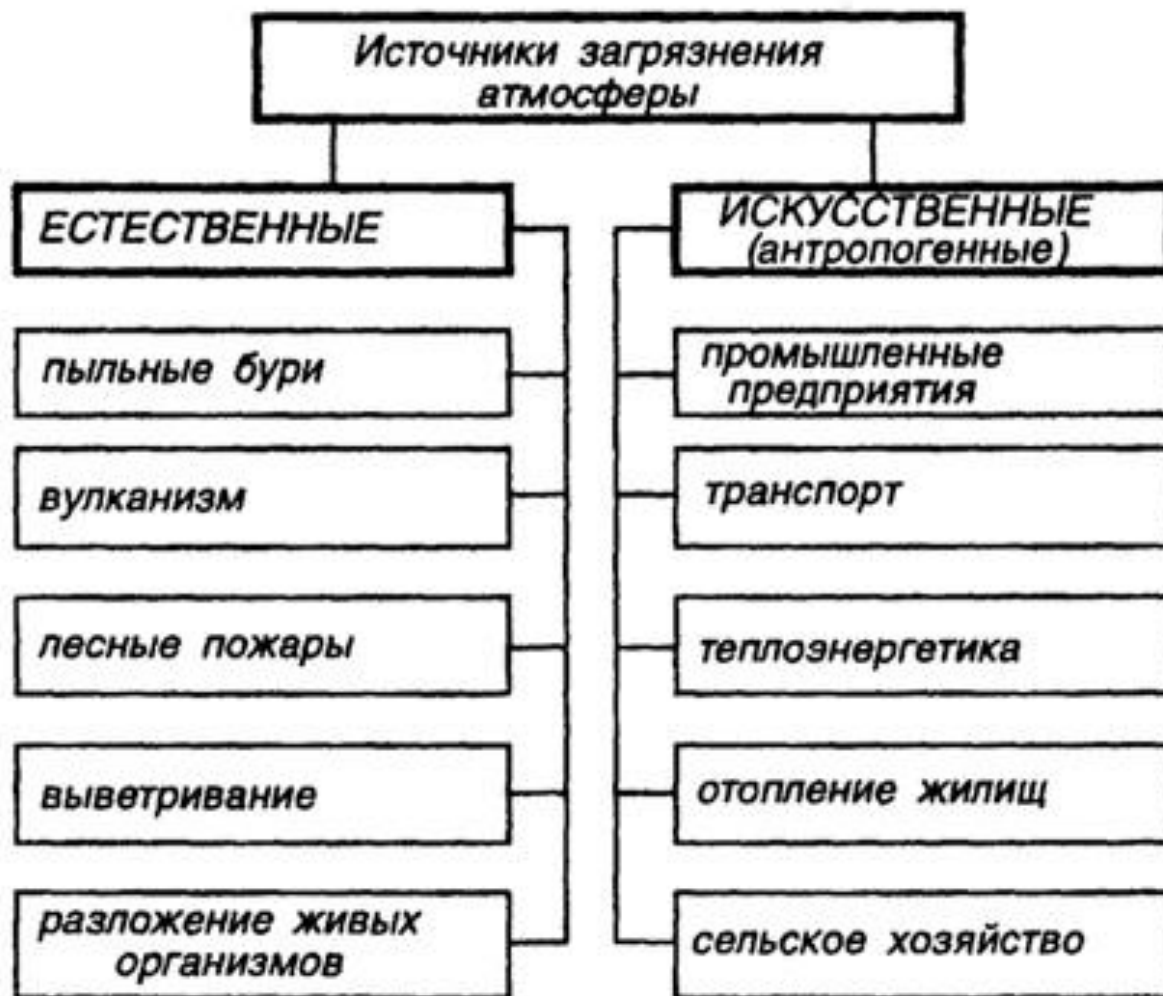 Источники загрязнения
атмосферы
ЕСТЕСТВЕННЫЕ
ИСКУССТВЕННЫЕ
(антропогенные)
пыльные бури
промышленные
предприятия
вулканизм
транспорт
лесные пожары
теплоэнергетика
выветривание
отопление жилищ
разложение живых
организмов
сельское хозяйство